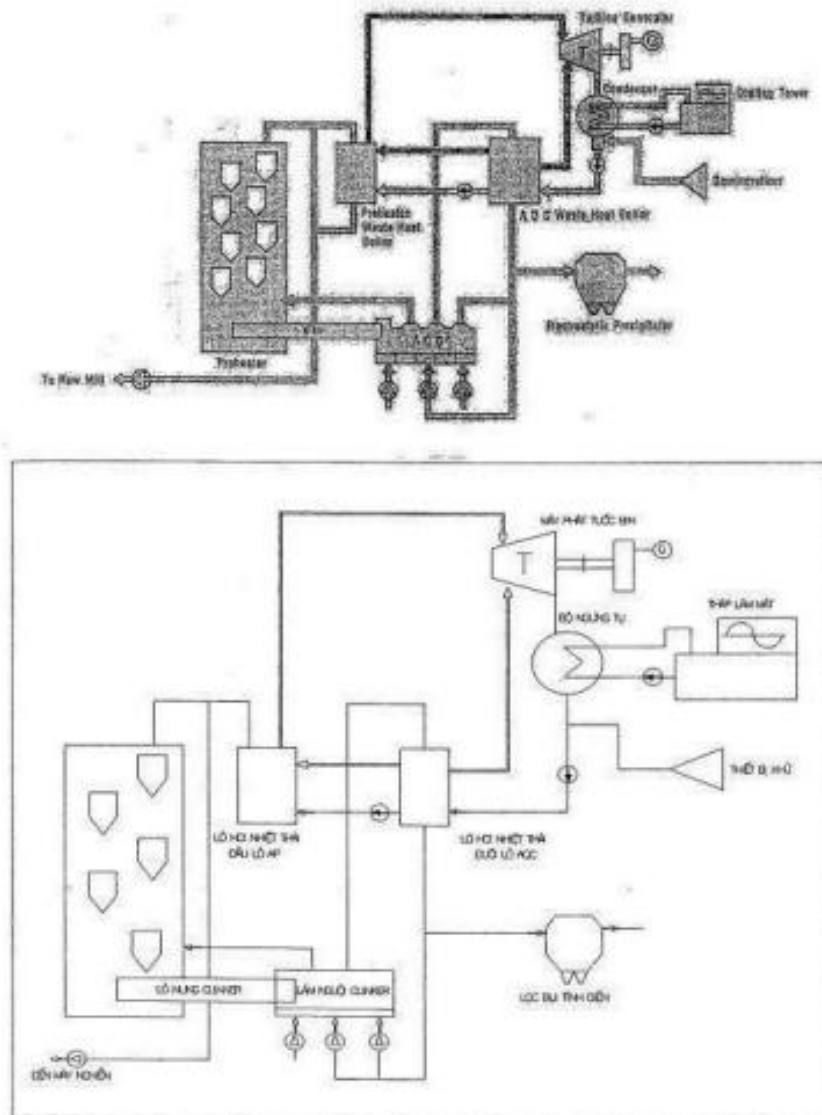 Turbine Generator
T
G
Condenser
Cooling Tower
Preheater
Waste Heat
Boiler
A Q C Waste Heat Boiler
Electrostatic Precipitator
A Q C
Preheater
To Raw Mill
MÁY PHÁT TUỐC BIN
T
G
BỘ NGƯNG TỤ
THÁP LÀM MÁT
THIẾT BỊ KHỬ
LÒ HƠI NHIỆT THẢI
ĐẦU LÒ AP
LÒ HƠI NHIỆT THẢI
ĐUÔI LÒ AQC
LỌC BỤI TĨNH ĐIỆN
LÒ NUNG CLINKER
LÀM NGUỘI CLINKER
ĐẾN MÁY NGHIỀN